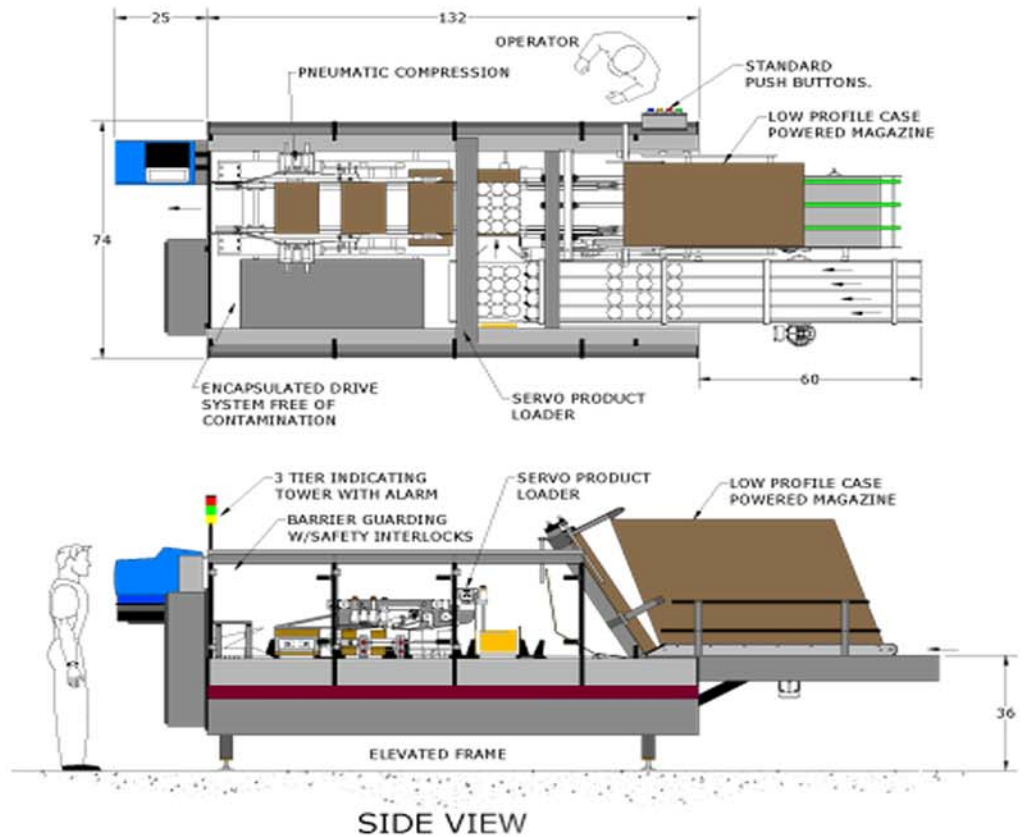 25
132
OPERATOR
PNEUMATIC COMPRESSION
STANDARD
PUSH BUTTONS.
LOW PROFILE CASE
POWERED MAGAZINE
74
60
ENCAPSULATED DRIVE
SYSTEM FREE OF
CONTAMINATION
SERVO PRODUCT
LOADER
3 TIER INDICATING
TOWER WITH ALARM
SERVO PRODUCT
LOADER
LOW PROFILE CASE
POWERED MAGAZINE
BARRIER GUARDING
W/SAFETY INTERLOCKS
36
ELEVATED FRAME
SIDE VIEW